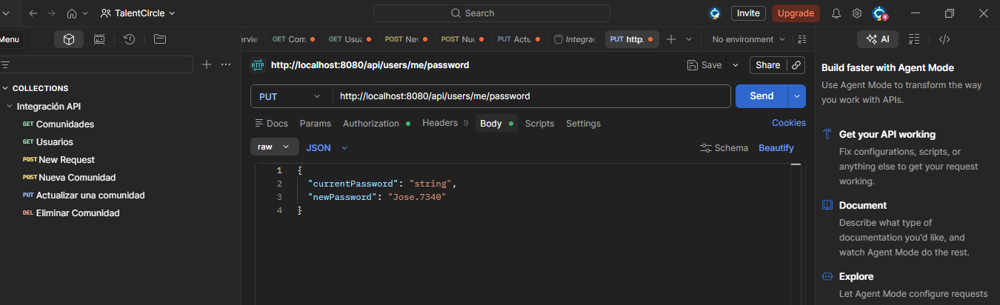 TalentCircle
Search
Invite
Upgrade
Menu
GET Com
GET Usua
POST Nev
POST Nuc
PUT Actu
Integrac
PUT http:
No environment
AI
http://localhost:8080/api/users/me/password
Save
Share
PUT
http://localhost:8080/api/users/me/password
Send
Docs
Params
Authorization
Headers 9
Body
Scripts
Settings
Cookies
raw
JSON
Schema
Beautify
1 {
2 "currentPassword": "string",
3 "newPassword": "Jose.7340"
4 }
COLLECTIONS
Integración API
GET Comunidades
GET Usuarios
POST New Request
POST Nueva Comunidad
PUT Actualizar una comunidad
DEL Eliminar Comunidad
Build faster with Agent Mode
Use Agent Mode to transform the way
you work with APIs.
Get your API working
Fix configurations, scripts, or
anything else to get your request
working.
Document
Describe what type of
documentation you'd like, and
watch Agent Mode do the rest.
Explore
Let Agent Mode configure requests